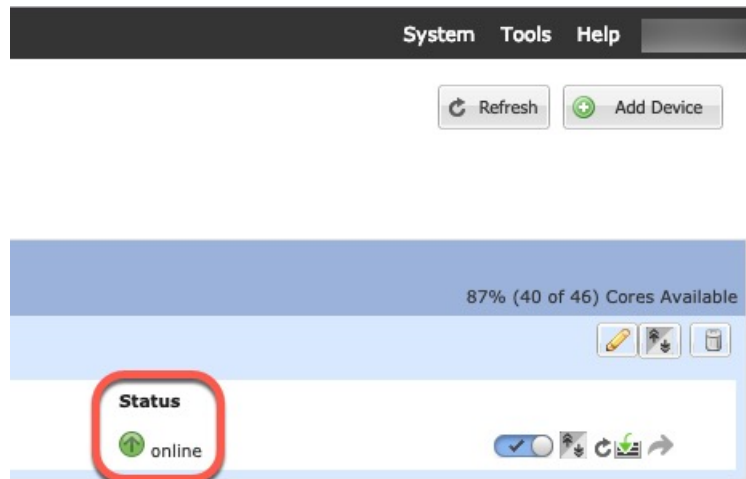 System Tools Help
Refresh Add Device
87% (40 of 46) Cores Available
Status
online